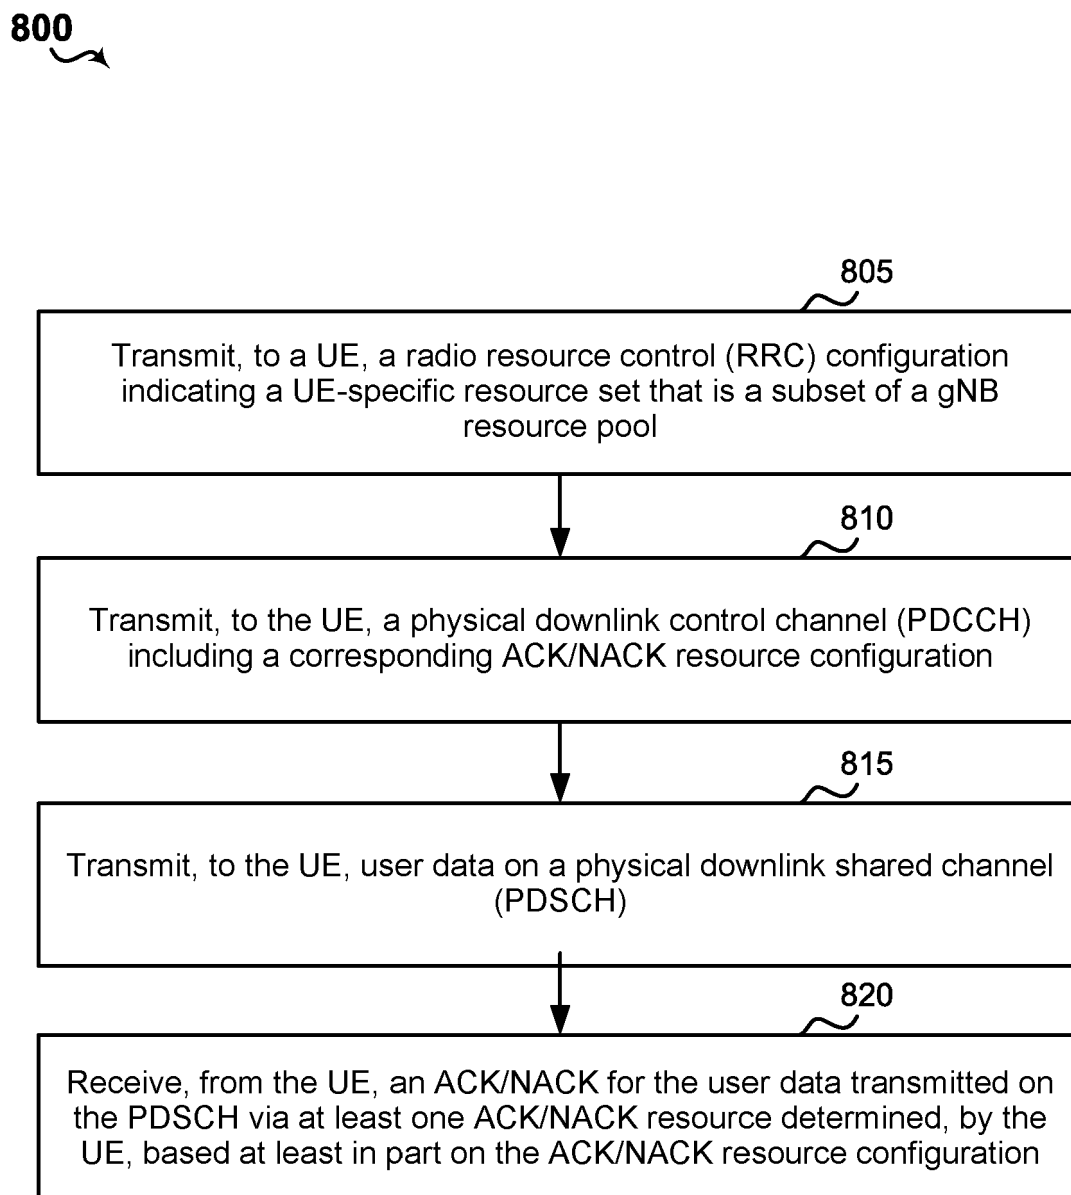 800
805
Transmit, to a UE, a radio resource control (RRC) configuration
indicating a UE-specific resource set that is a subset of a gNB
resource pool
810
Transmit, to the UE, a physical downlink control channel (PDCCH)
including a corresponding ACK/NACK resource configuration
815
Transmit, to the UE, user data on a physical downlink shared channel
(PDSCH)
820
Receive, from the UE, an ACK/NACK for the user data transmitted on
the PDSCH via at least one ACK/NACK resource determined, by the
UE, based at least in part on the ACK/NACK resource configuration